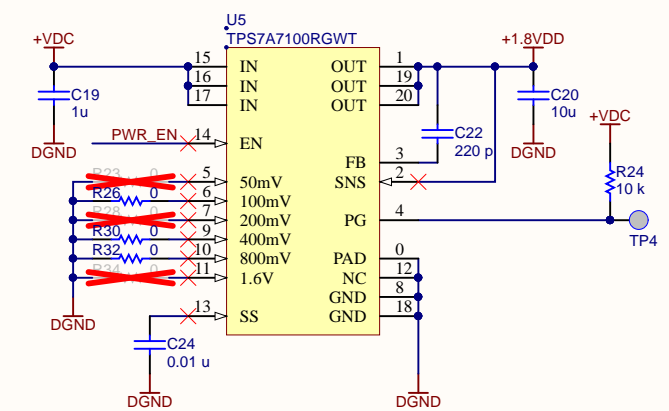 U5
TPS7A7100RGWT
+VDC
+1.8VDD
15 IN OUT 1
16 IN OUT 19
17 IN OUT 20
C19
1u
C20
10u
+VDC
PWR_EN 14 EN
C22
220 p
DGND
DGND
FB 3
R23 0 5 50mV SNS 2
R24
10 k
R26 0 6 100mV
R28 0 7 200mV PG 4
TP4
R30 0 9 400mV
R32 0 10 800mV PAD 0
R34 0 11 1.6V NC 12
GND 8
13 SS GND 18
DGND
C24
0.01 u
DGND
DGND